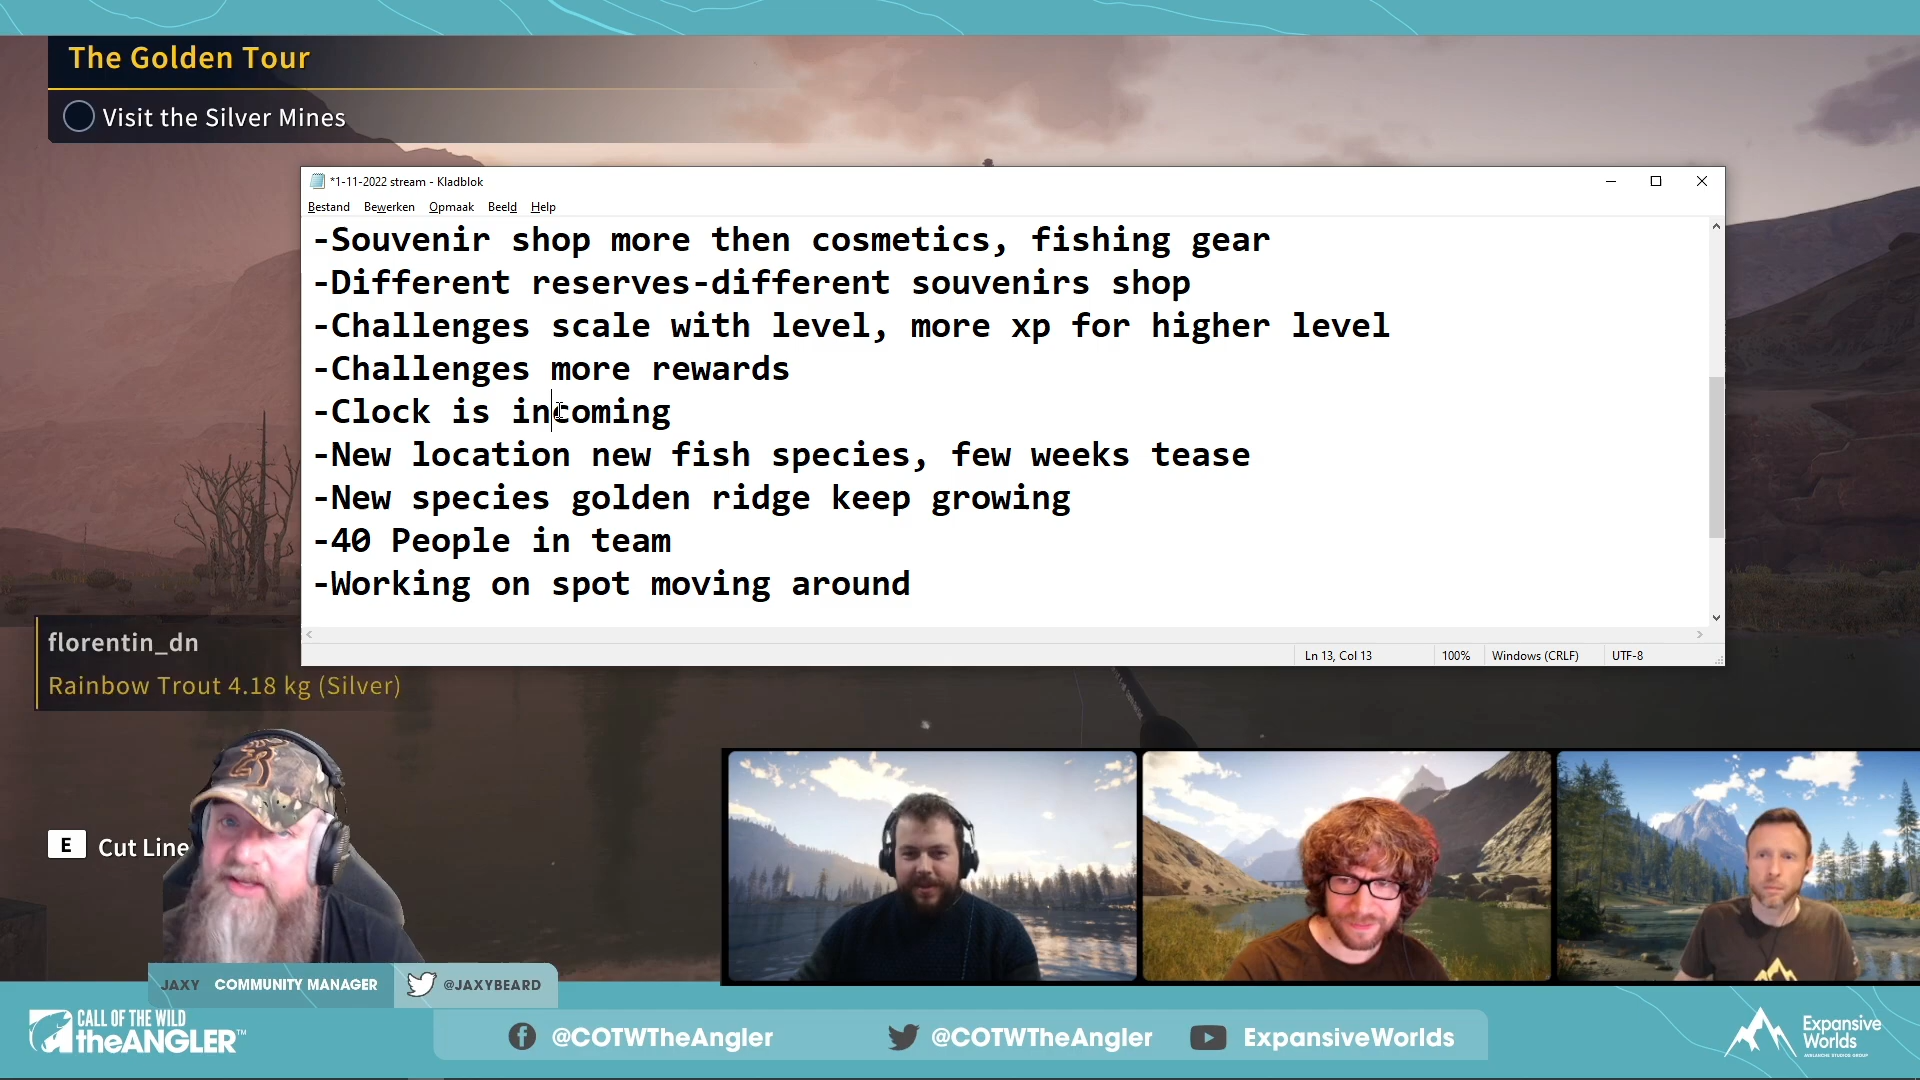 The Golden Tour
Visit the Silver Mines
*1-11-2022 stream - Kladblok
Bestand Bewerken Opmaak Beeld Help
-Souvenir shop more then cosmetics, fishing gear
-Different reserves-different souvenirs shop
-Challenges scale with level, more xp for higher level
-Challenges more rewards
-Clock is incoming
-New location new fish species, few weeks tease
-New species golden ridge keep growing
-40 People in team
-Working on spot moving around
Ln 13, Col 13 100% Windows (CRLF) UTF-8
florentin_dn
Rainbow Trout 4.18 kg (Silver)
E Cut Line
JAXY COMMUNITY MANAGER @JAXYBEARD
CALL OF THE WILD
theANGLER™
@COTWTheAngler @COTWTheAngler ExpansiveWorlds
Expansive
Worlds
AVALANCHE STUDIOS GROUP